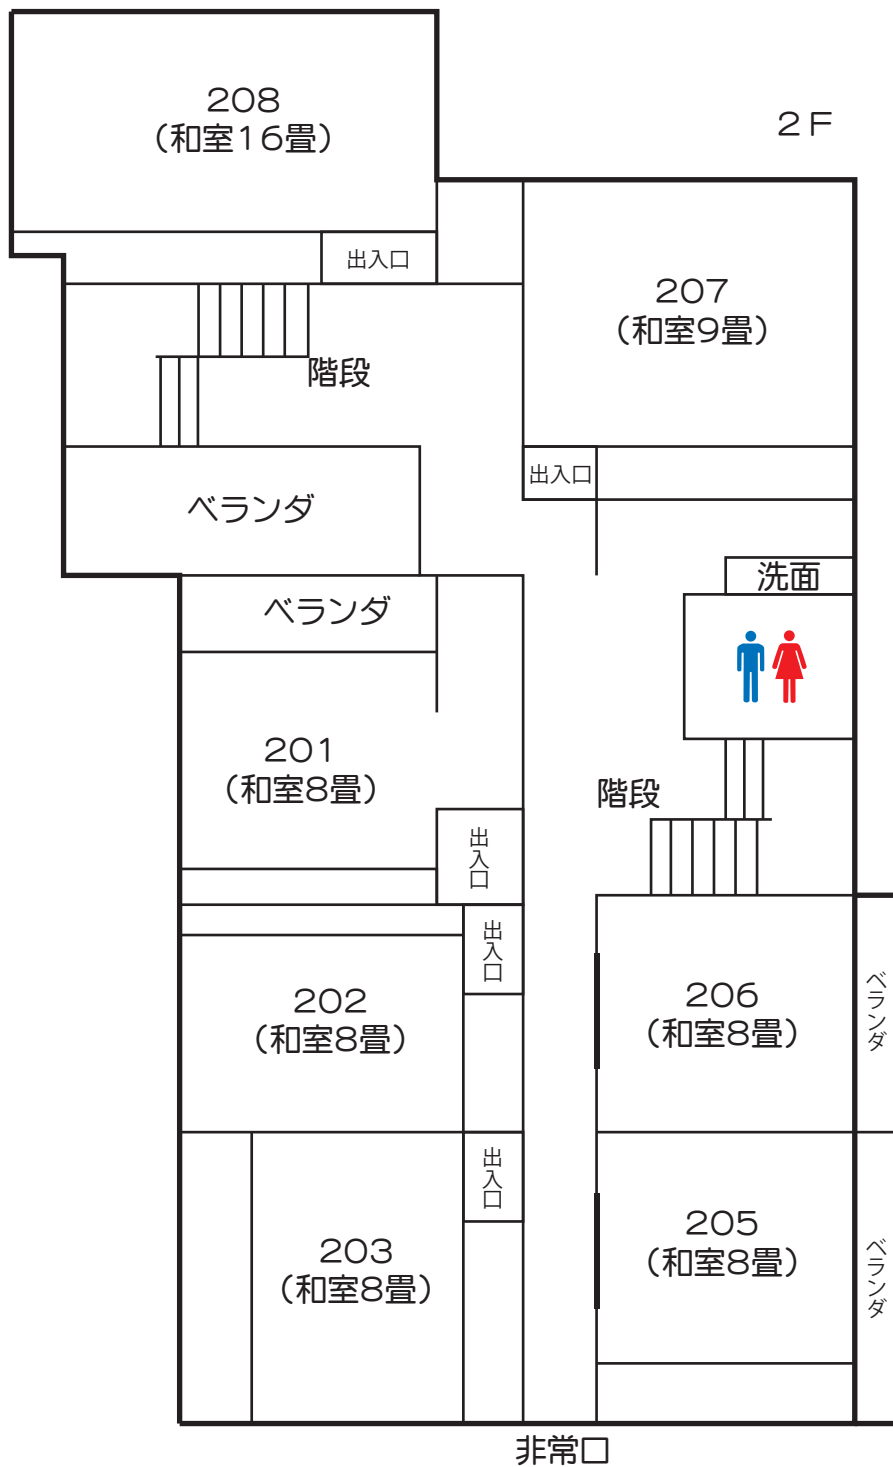 208
（和室16畳）
２Ｆ
出入口
207
（和室9畳）
階段
出入口
ベランダ
洗面
ベランダ
201
（和室8畳）
階段
出入口
出入口
202
（和室8畳）
206
（和室8畳）
ベランダ
出入口
203
（和室8畳）
205
（和室8畳）
ベランダ
非常口